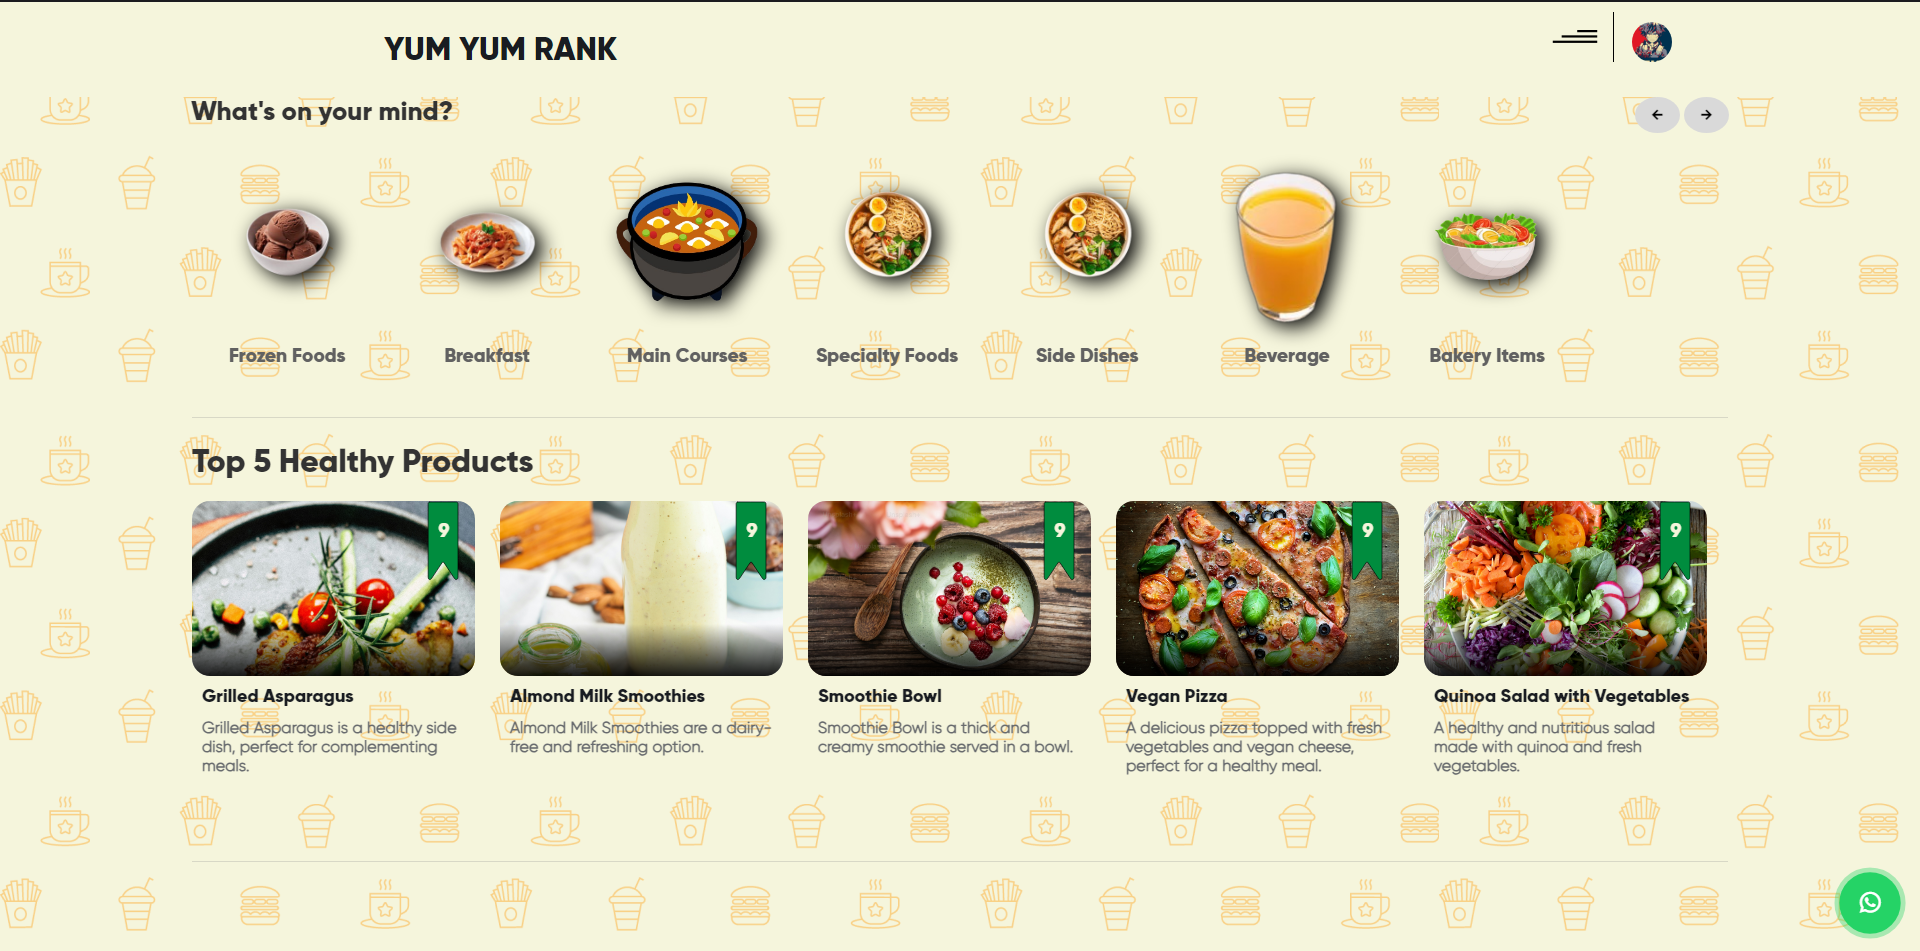 YUM YUM RANK
What's on your mind?
Frozen Foods
Breakfast
Main Courses
Specialty Foods
Side Dishes
Beverage
Bakery Items
Top 5 Healthy Products
9
9
9
9
9
Grilled Asparagus
Grilled Asparagus is a healthy side
dish, perfect for complementing
meals.
Almond Milk Smoothies
Almond Milk Smoothies are a dairy-
free and refreshing option.
Smoothie Bowl
Smoothie Bowl is a thick and
creamy smoothie served in a bowl.
Vegan Pizza
A delicious pizza topped with fresh
vegetables and vegan cheese,
perfect for a healthy meal.
Quinoa Salad with Vegetables
A healthy and nutritious salad
made with quinoa and fresh
vegetables.